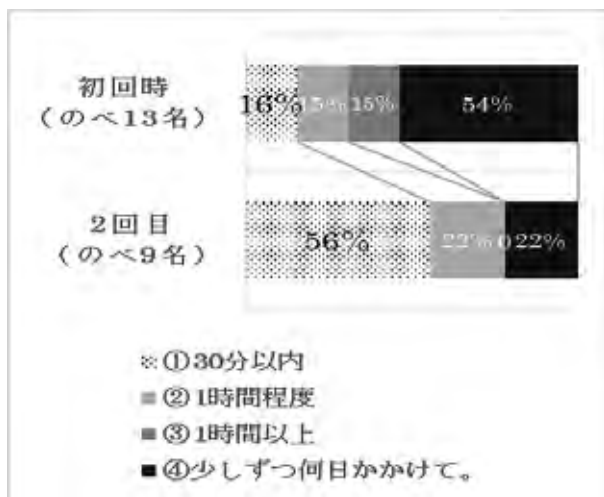 初回時
(のべ13名)
16% 15% 15% 54%
2回目
(のべ9名)
56% 22% 0 22%
①30分以内
②1時間程度
③1時間以上
④少しずつ何日かかけて。